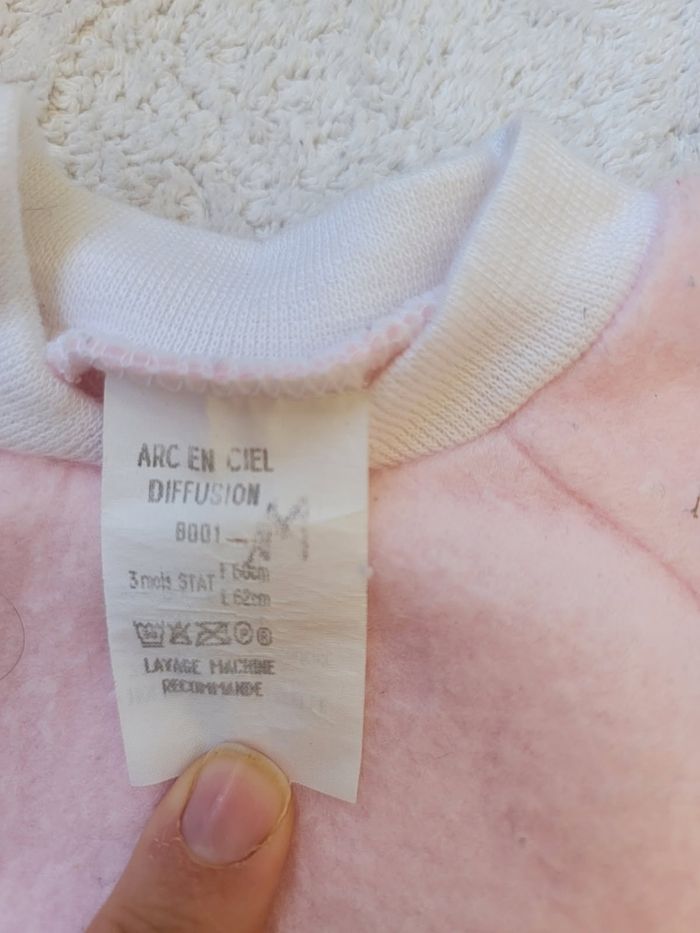 ARC EN CIEL
DIFFUSION
8001
M
3 mois STAT
L 62cm
LAVAGE MACHINE
RECOMMANDE